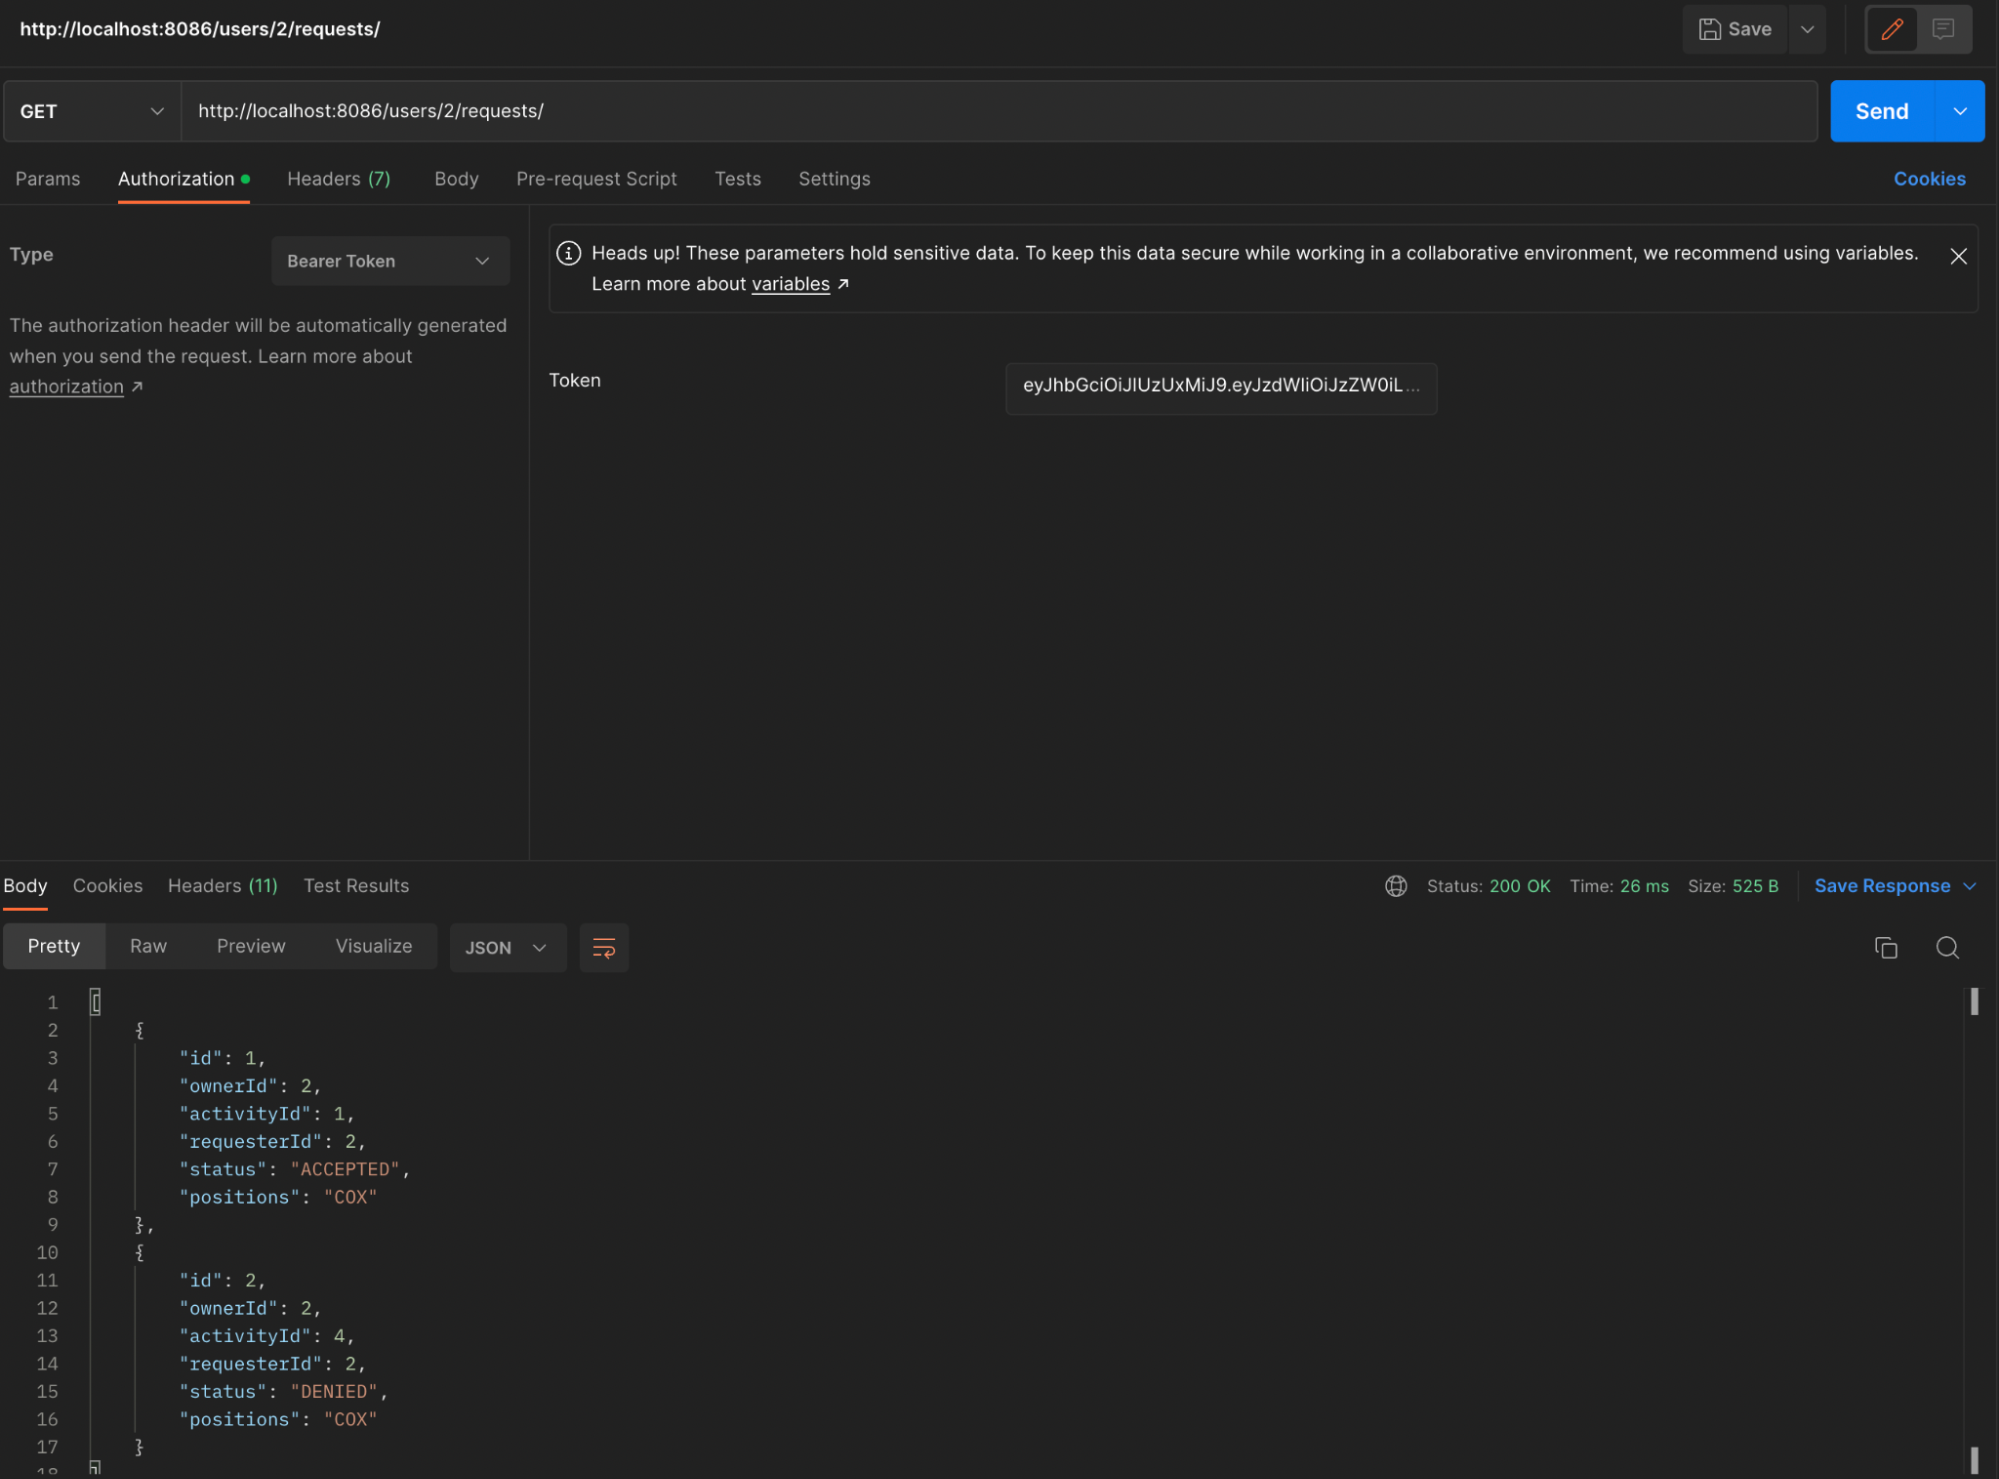 http://localhost:8086/users/2/requests/
Save
GET
http://localhost:8086/users/2/requests/
Send
Params Authorization Headers (7) Body Pre-request Script Tests Settings Cookies
Type
Bearer Token
The authorization header will be automatically generated
when you send the request. Learn more about
authorization ↗
Heads up! These parameters hold sensitive data. To keep this data secure while working in a collaborative environment, we recommend using variables.
Learn more about variables ↗
Token
eyJhbGciOiJIUzUxMiJ9.eyJzdWIiOiJzZW0iL...
Body Cookies Headers (11) Test Results
Status: 200 OK Time: 26 ms Size: 525 B Save Response
Pretty Raw Preview Visualize JSON
1 [
2 {
3 "id": 1,
4 "ownerId": 2,
5 "activityId": 1,
6 "requesterId": 2,
7 "status": "ACCEPTED",
8 "positions": "COX"
9 },
10 {
11 "id": 2,
12 "ownerId": 2,
13 "activityId": 4,
14 "requesterId": 2,
15 "status": "DENIED",
16 "positions": "COX"
17 }
18 ]